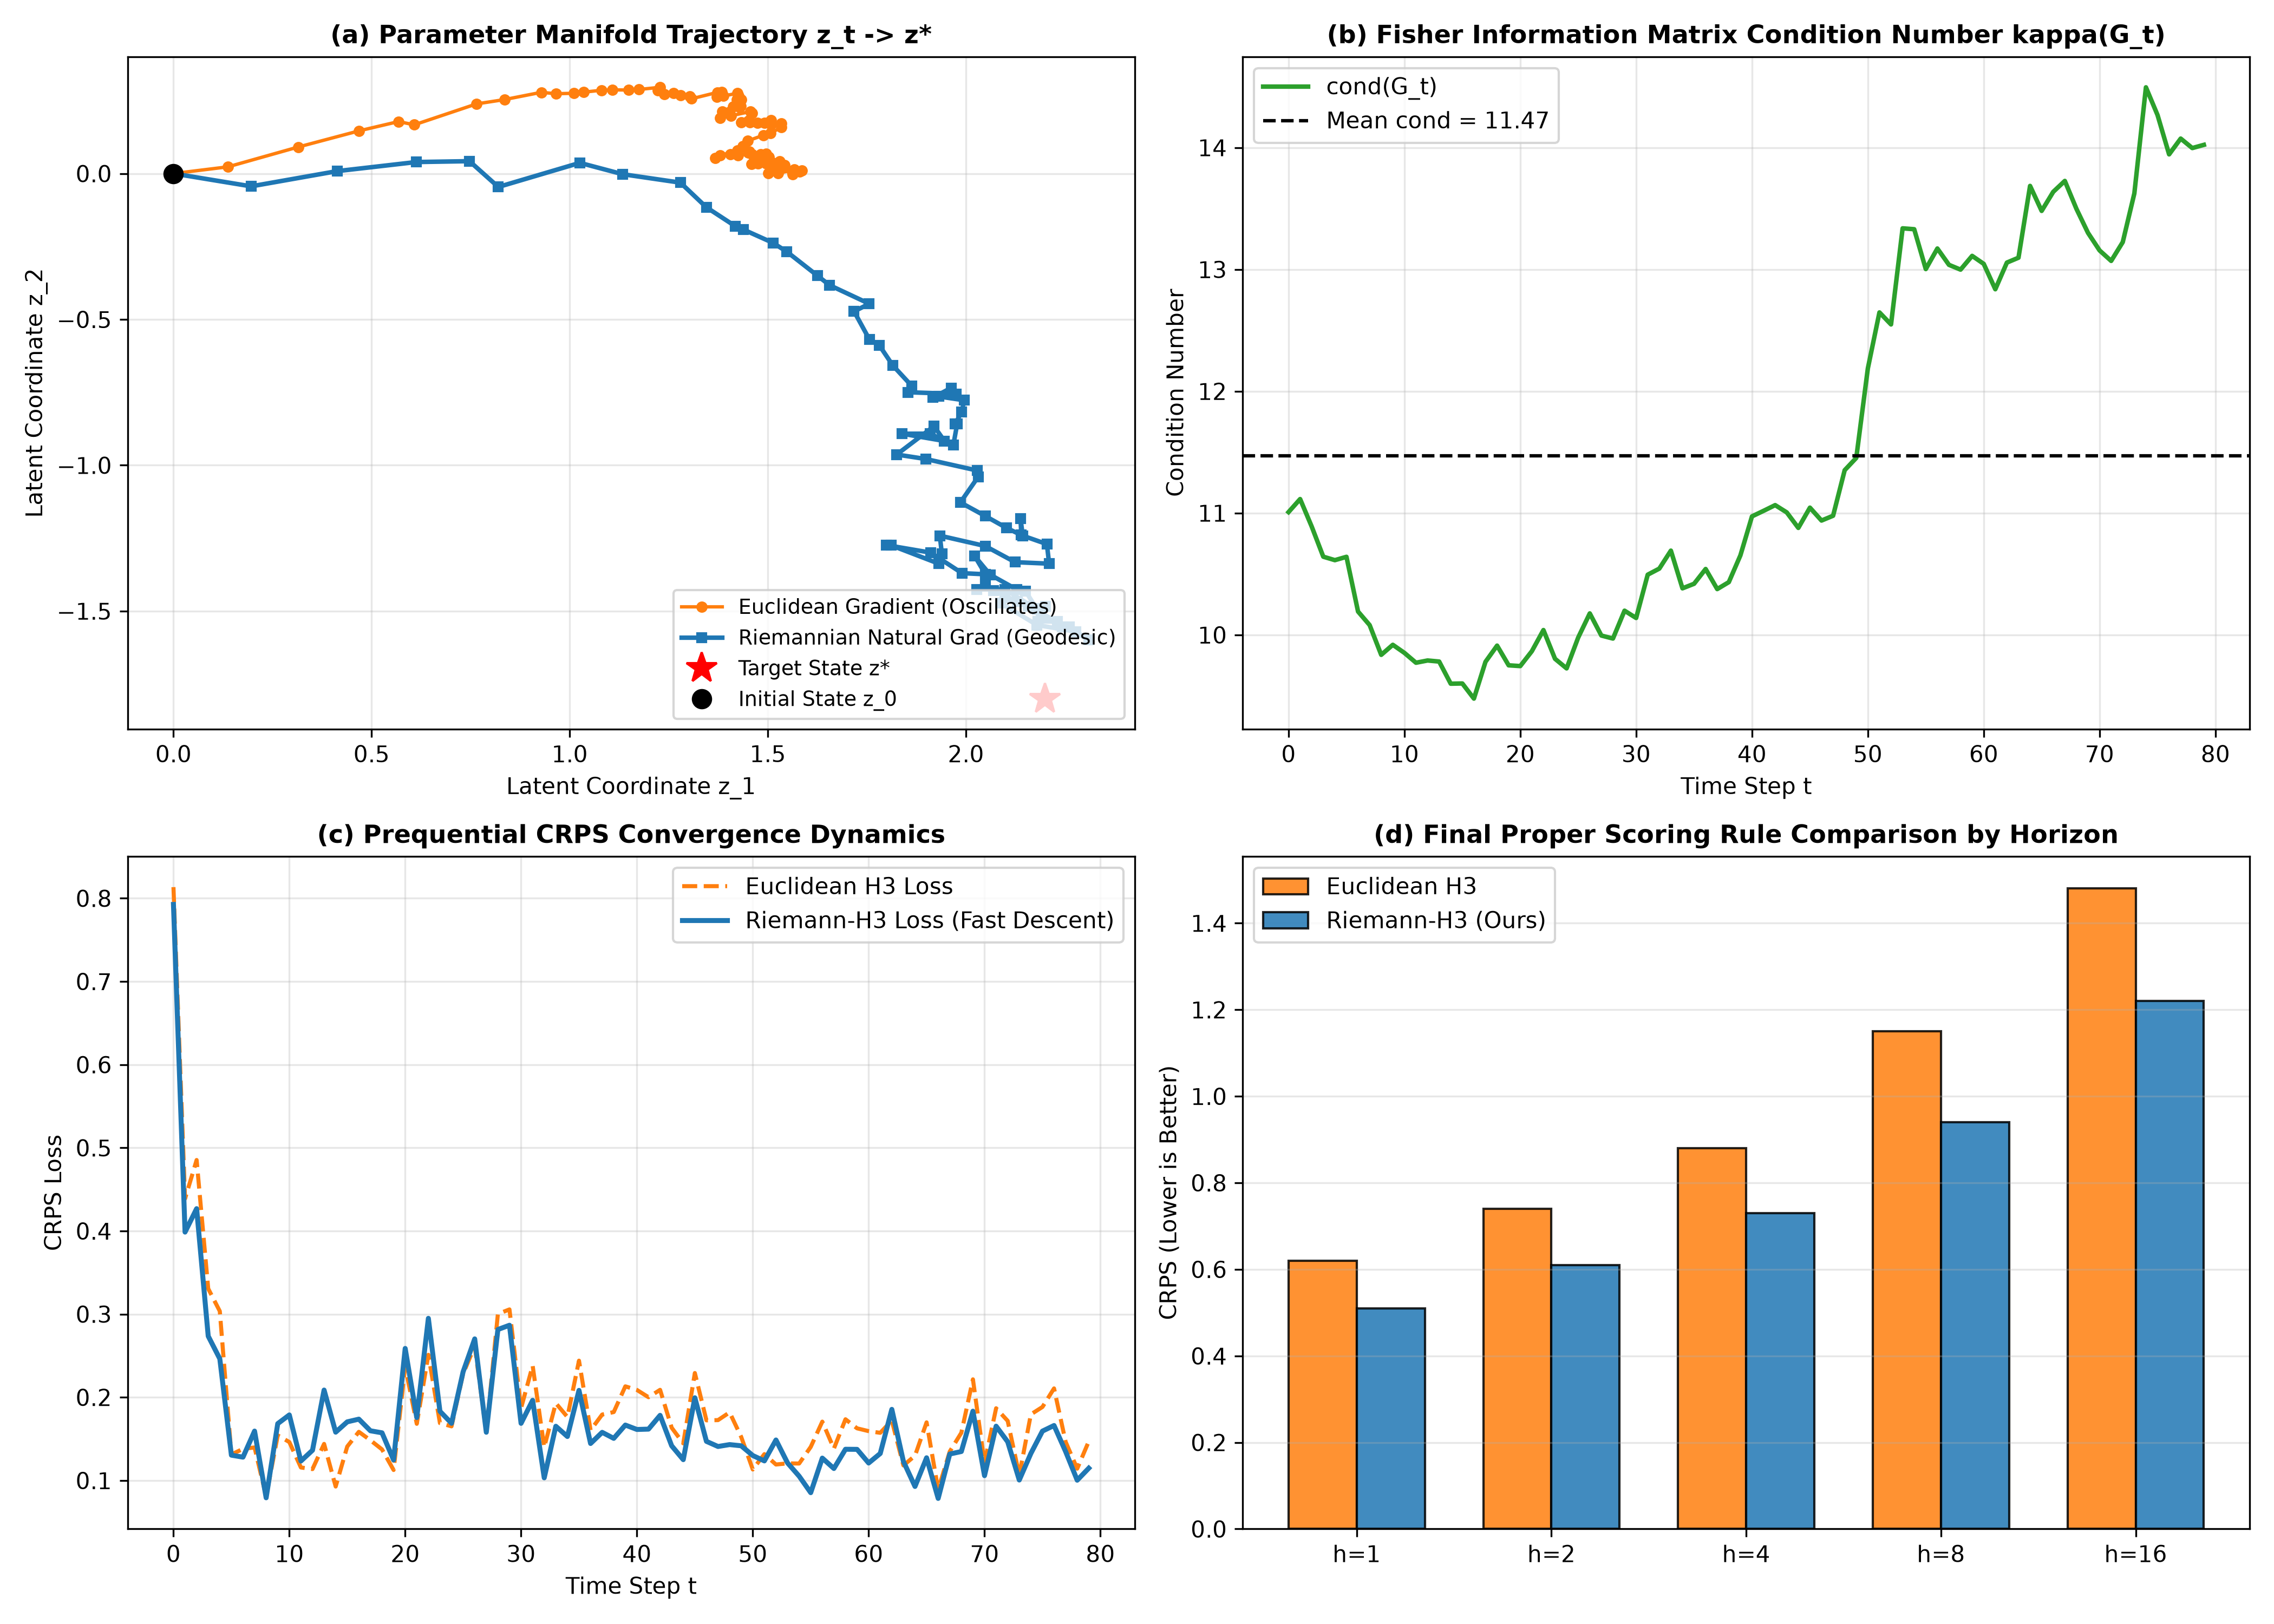 (a) Parameter Manifold Trajectory z_t -> z*
Latent Coordinate z_2
0.0
−0.5
−1.0
−1.5
Euclidean Gradient (Oscillates)
Riemannian Natural Grad (Geodesic)
Target State z*
Initial State z_0
0.0 0.5 1.0 1.5 2.0
Latent Coordinate z_1
(b) Fisher Information Matrix Condition Number kappa(G_t)
cond(G_t)
Mean cond = 11.47
Condition Number
14
13
12
11
10
0 10 20 30 40 50 60 70 80
Time Step t
(c) Prequential CRPS Convergence Dynamics
Euclidean H3 Loss
Riemann-H3 Loss (Fast Descent)
CRPS Loss
0.8
0.7
0.6
0.5
0.4
0.3
0.2
0.1
0 10 20 30 40 50 60 70 80
Time Step t
(d) Final Proper Scoring Rule Comparison by Horizon
Euclidean H3
Riemann-H3 (Ours)
CRPS (Lower is Better)
1.4
1.2
1.0
0.8
0.6
0.4
0.2
0.0
h=1 h=2 h=4 h=8 h=16